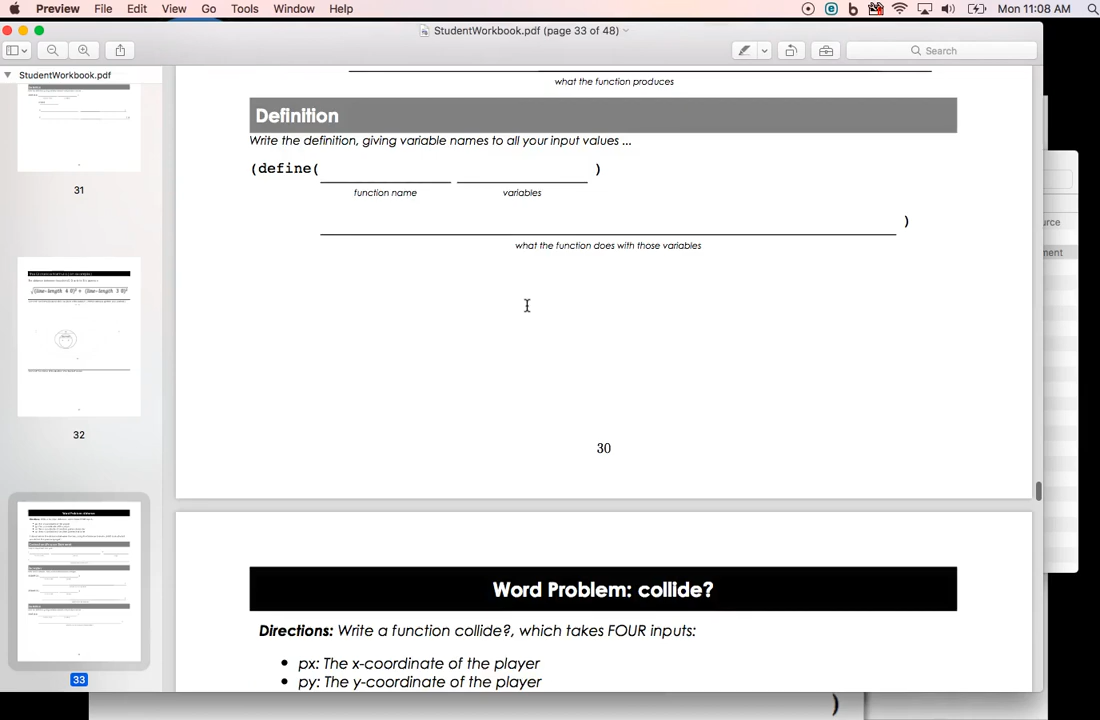 Preview File Edit View Go Tools Window Help Mon 11:08 AM
StudentWorkbook.pdf (page 33 of 48)
Search
StudentWorkbook.pdf
31
32
33
what the function produces
Definition
Write the definition, giving variable names to all your input values ...
(define( )
function name variables
)
what the function does with those variables
30
Word Problem: collide?
Directions: Write a function collide?, which takes FOUR inputs:
• px: The x-coordinate of the player
• py: The y-coordinate of the player
urce
ment
)